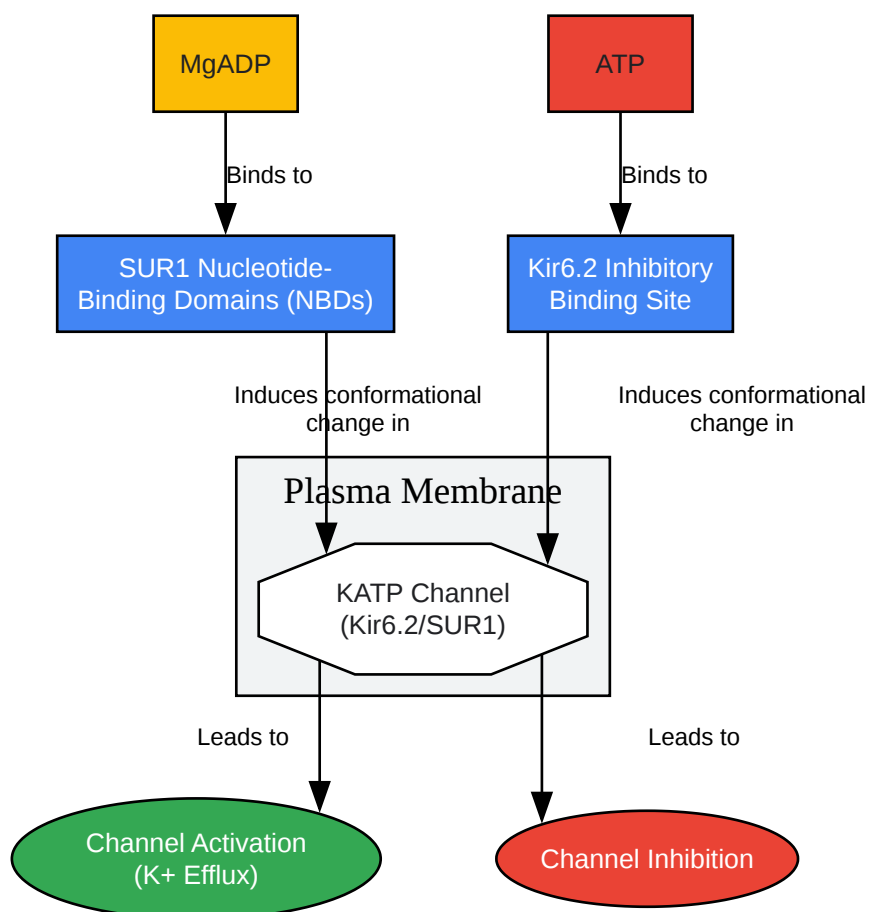 MgADP
ATP
Binds to
Binds to
SUR1 Nucleotide-
Binding Domains (NBDs)
Kir6.2 Inhibitory
Binding Site
Induces conformational
change in
Induces conformational
change in
Plasma Membrane
KATP Channel
(Kir6.2/SUR1)
Leads to
Leads to
Channel Activation
(K+ Efflux)
Channel Inhibition